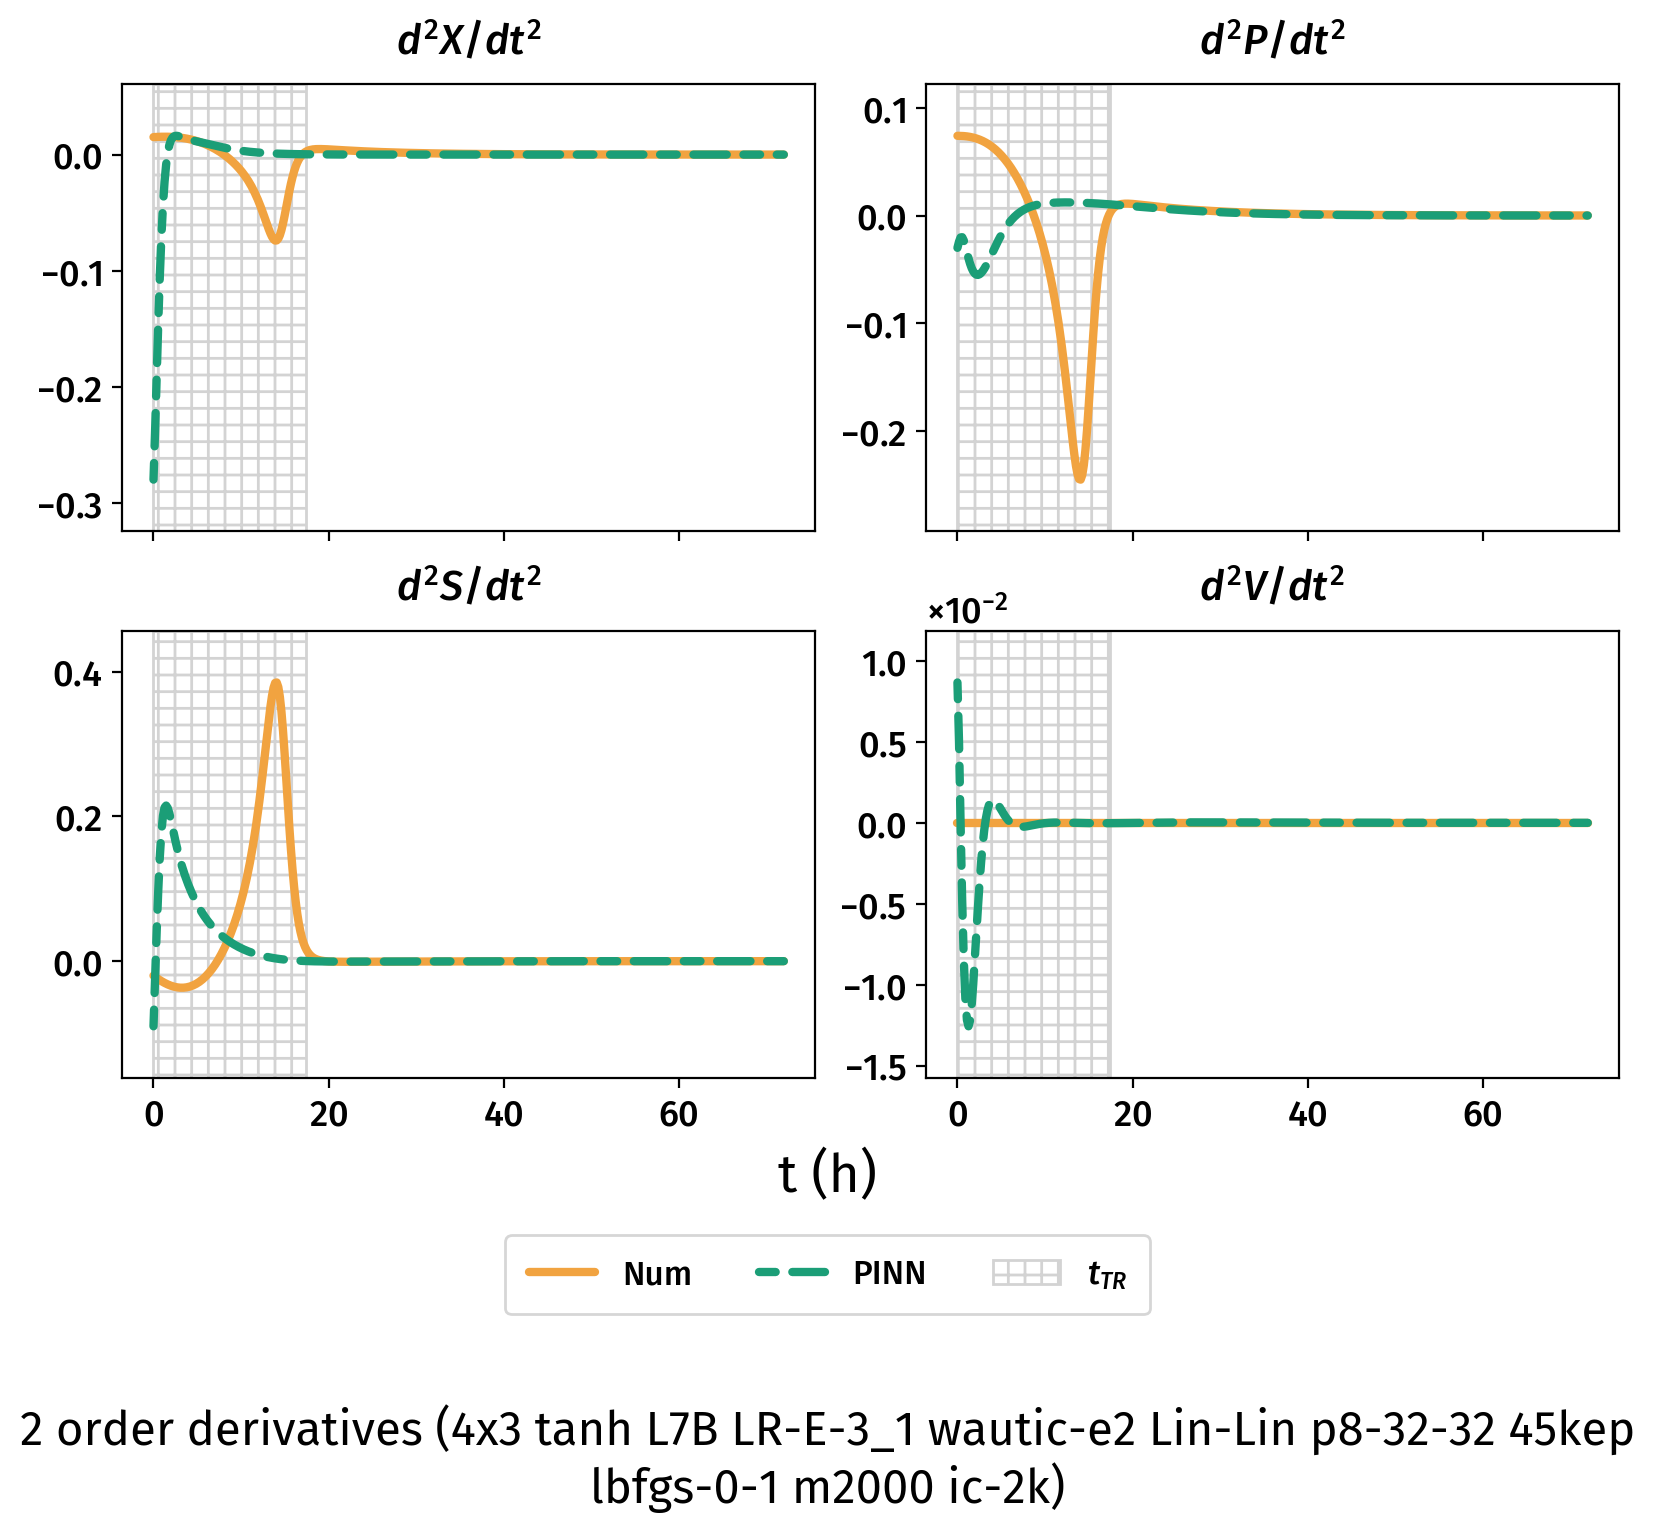 d²X/dt²
d²P/dt²
0.0
−0.1
−0.2
−0.3
0.1
0.0
−0.1
−0.2
d²S/dt²
d²V/dt²
×10⁻²
0.4
0.2
0.0
1.0
0.5
0.0
−0.5
−1.0
−1.5
0 20 40 60
0 20 40 60
t (h)
Num PINN t_TR
2 order derivatives (4x3 tanh L7B LR-E-3_1 wautic-e2 Lin-Lin p8-32-32 45kep
lbfgs-0-1 m2000 ic-2k)